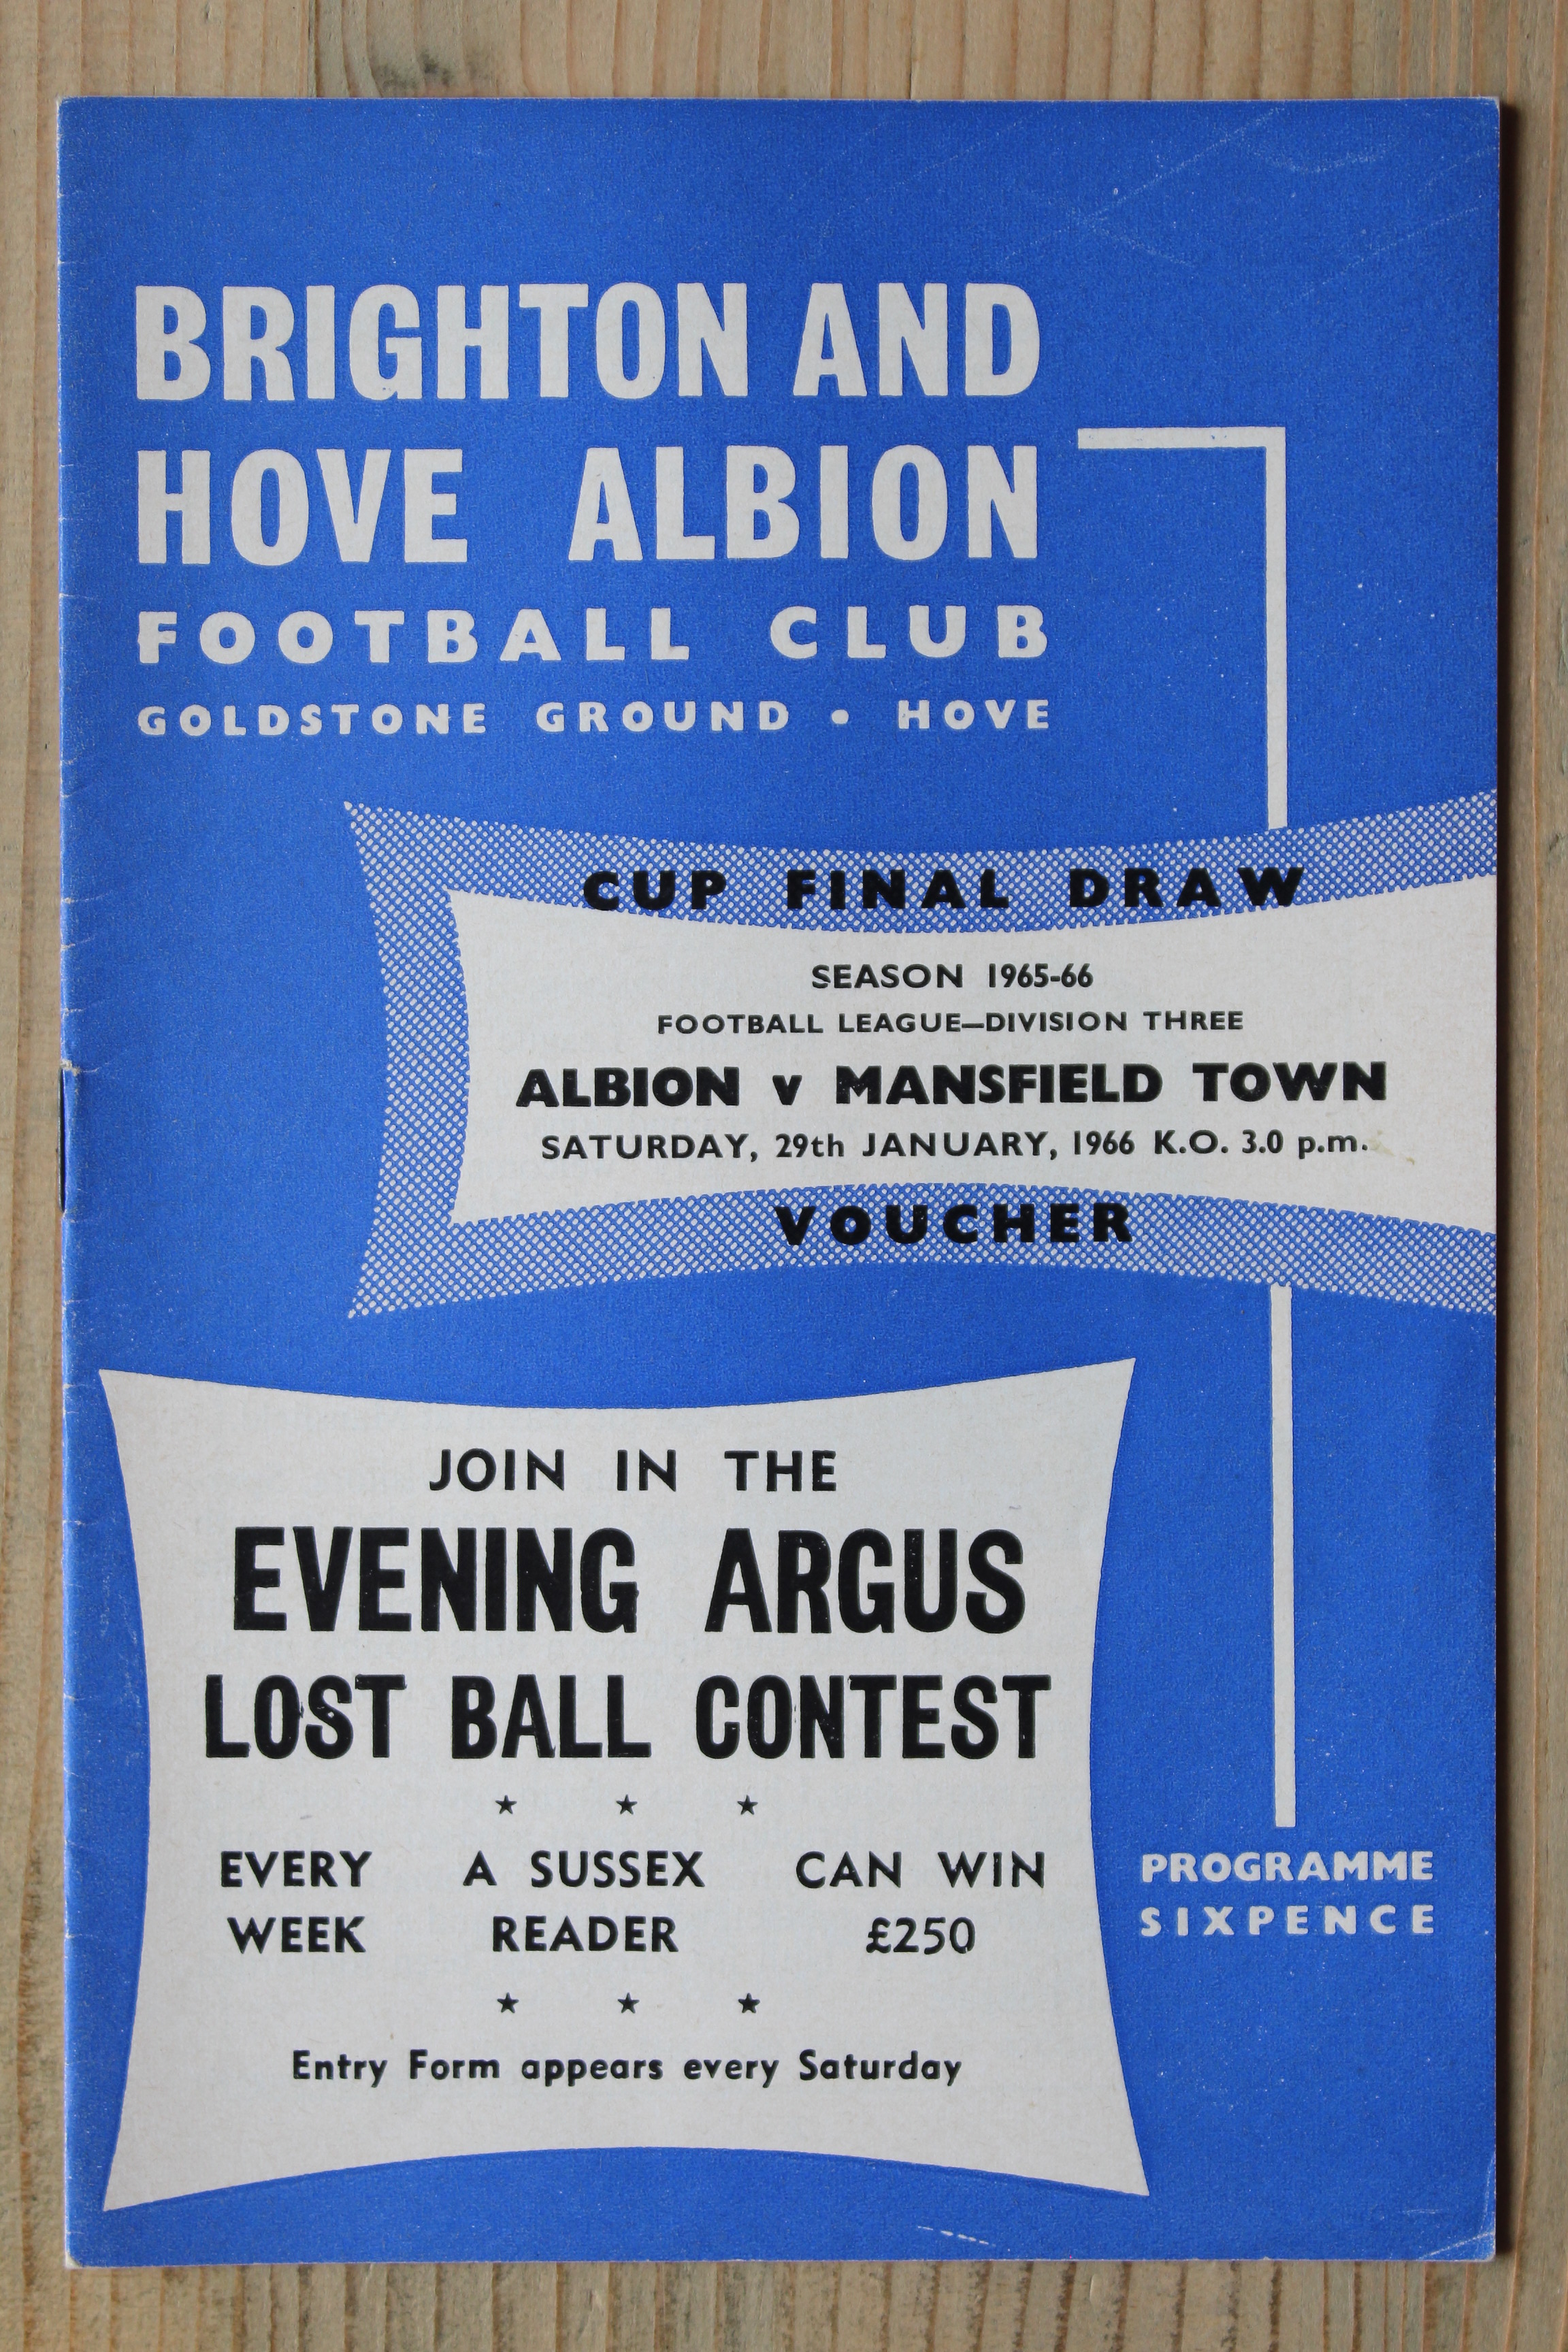 BRIGHTON AND
HOVE ALBION
FOOTBALL CLUB
GOLDSTONE GROUND • HOVE
CUP FINAL DRAW
SEASON 1965-66
FOOTBALL LEAGUE—DIVISION THREE
ALBION v MANSFIELD TOWN
SATURDAY, 29th JANUARY, 1966 K.O. 3.0 p.m.
VOUCHER
JOIN IN THE
EVENING ARGUS
LOST BALL CONTEST
★ ★ ★
EVERY A SUSSEX CAN WIN
WEEK READER £250
★ ★ ★
Entry Form appears every Saturday
PROGRAMME
SIXPENCE